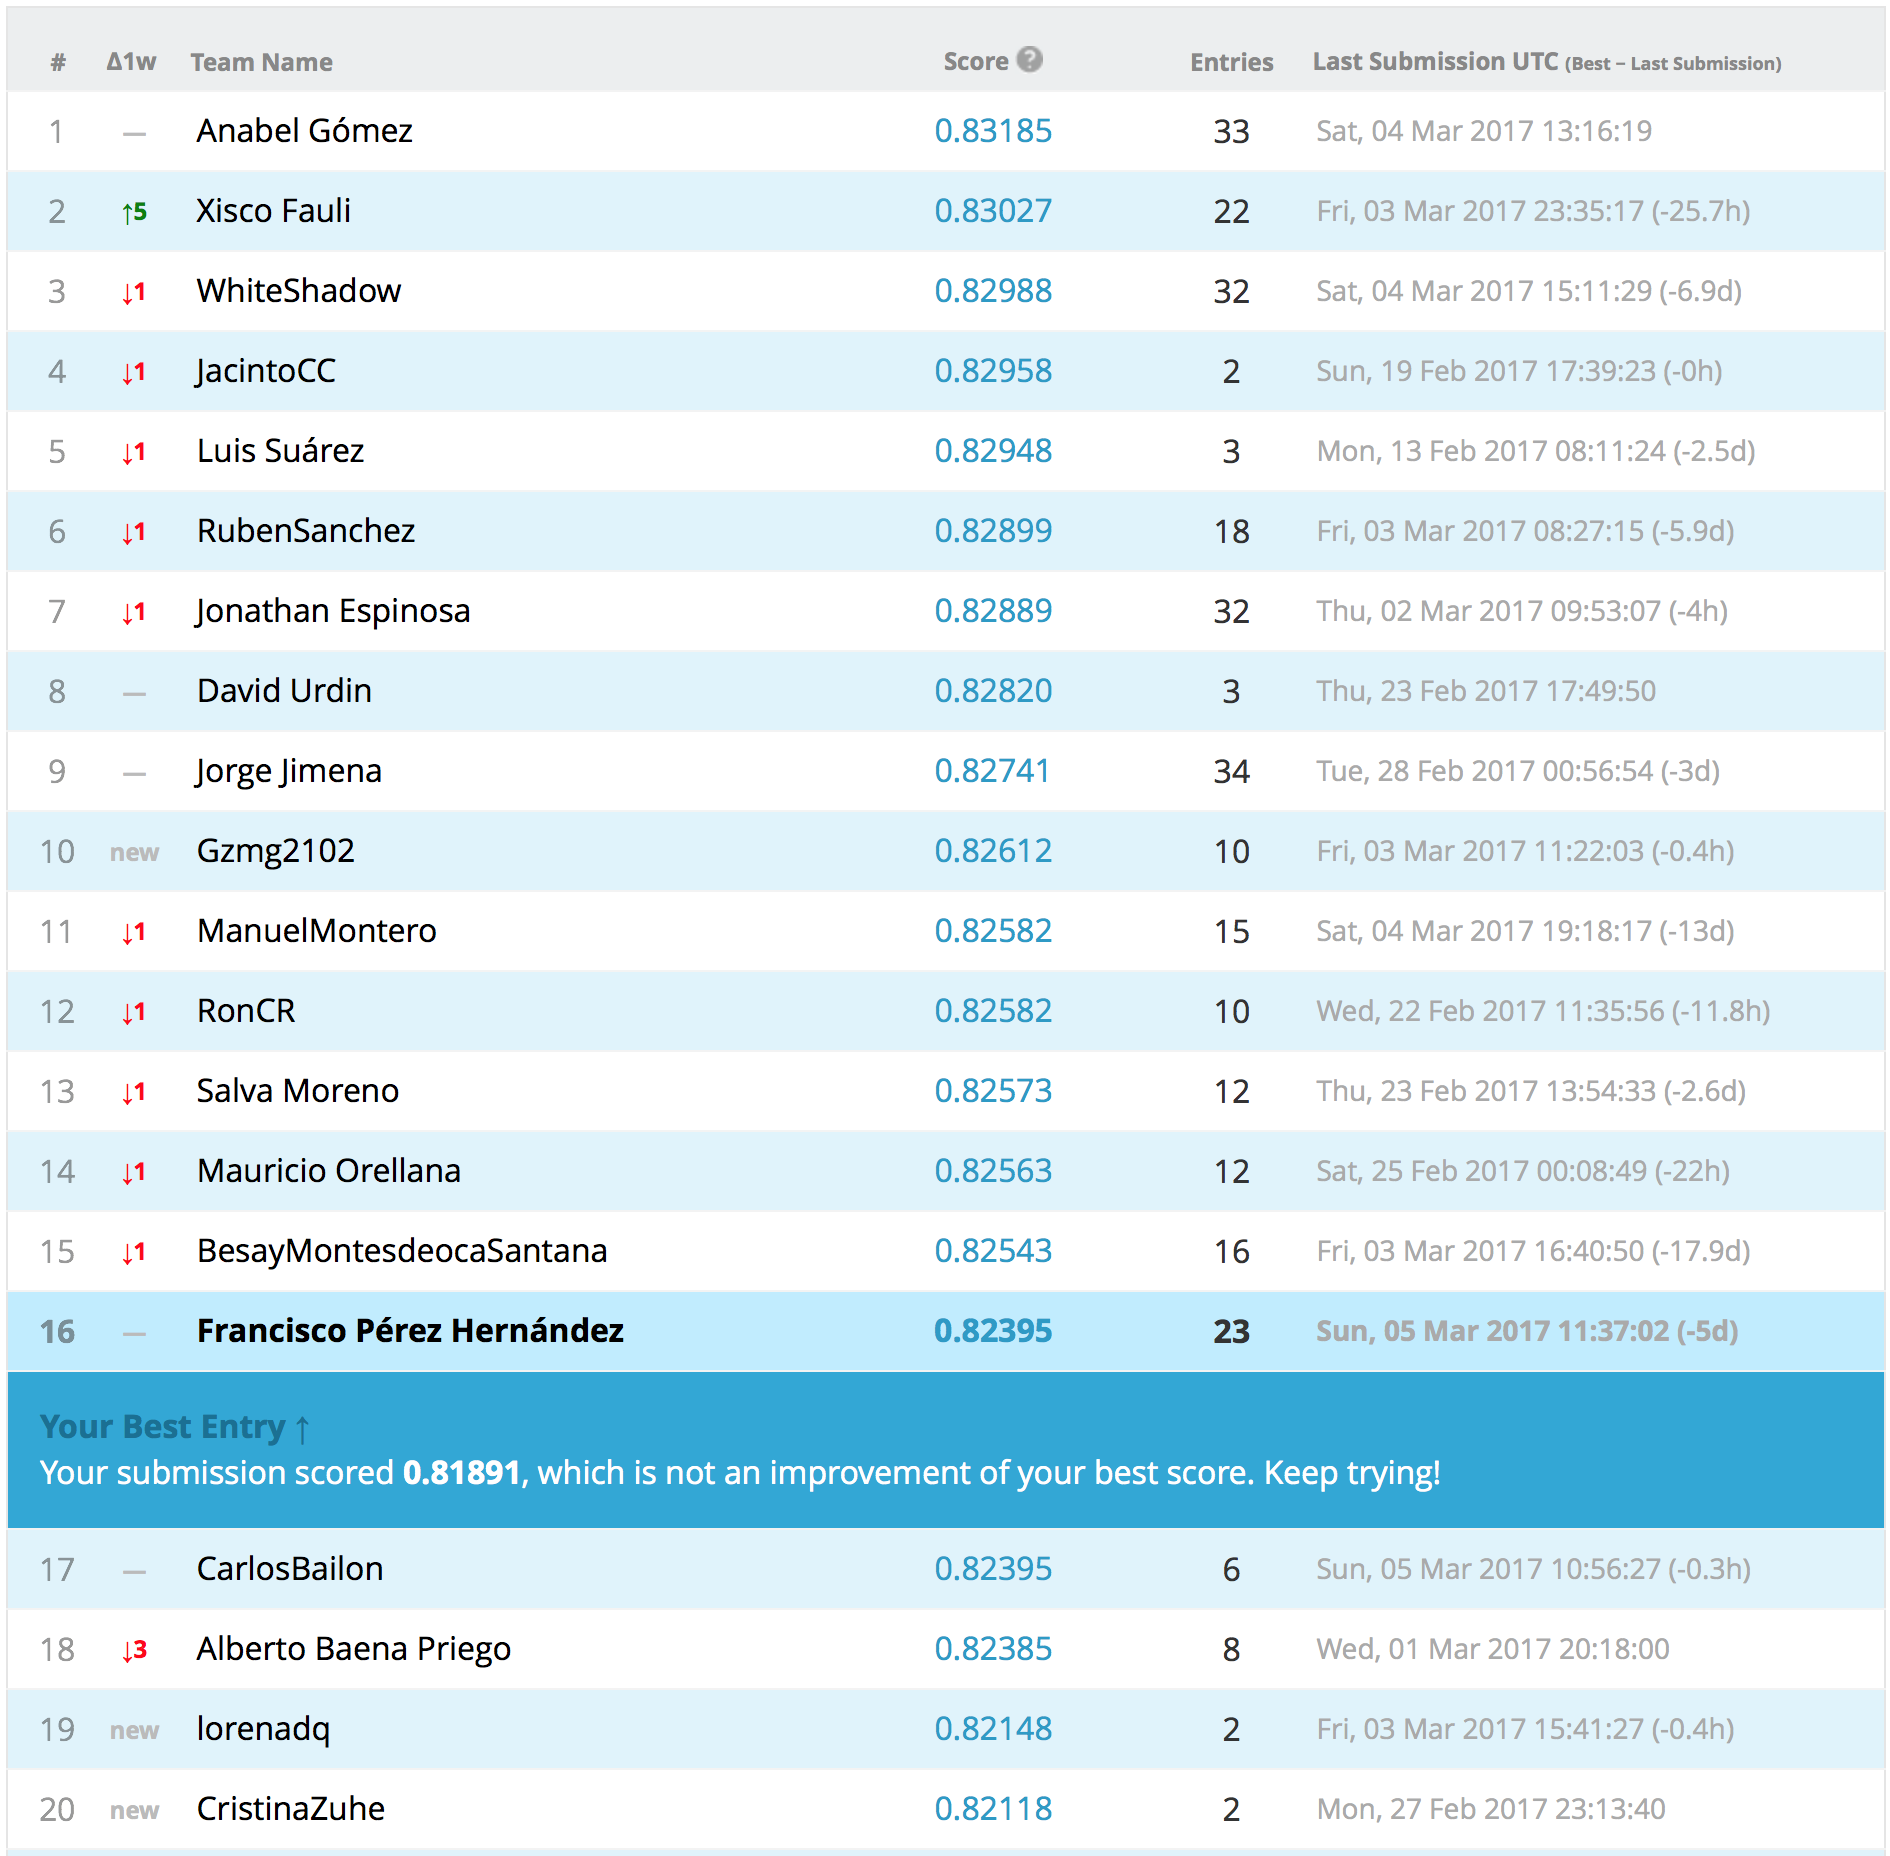 # Δ1w Team Name Score ? Entries Last Submission UTC (Best − Last Submission)
1 — Anabel Gómez 0.83185 33 Sat, 04 Mar 2017 13:16:19
2 ↑5 Xisco Fauli 0.83027 22 Fri, 03 Mar 2017 23:35:17 (-25.7h)
3 ↓1 WhiteShadow 0.82988 32 Sat, 04 Mar 2017 15:11:29 (-6.9d)
4 ↓1 JacintoCC 0.82958 2 Sun, 19 Feb 2017 17:39:23 (-0h)
5 ↓1 Luis Suárez 0.82948 3 Mon, 13 Feb 2017 08:11:24 (-2.5d)
6 ↓1 RubenSanchez 0.82899 18 Fri, 03 Mar 2017 08:27:15 (-5.9d)
7 ↓1 Jonathan Espinosa 0.82889 32 Thu, 02 Mar 2017 09:53:07 (-4h)
8 — David Urdin 0.82820 3 Thu, 23 Feb 2017 17:49:50
9 — Jorge Jimena 0.82741 34 Tue, 28 Feb 2017 00:56:54 (-3d)
10 new Gzmg2102 0.82612 10 Fri, 03 Mar 2017 11:22:03 (-0.4h)
11 ↓1 ManuelMontero 0.82582 15 Sat, 04 Mar 2017 19:18:17 (-13d)
12 ↓1 RonCR 0.82582 10 Wed, 22 Feb 2017 11:35:56 (-11.8h)
13 ↓1 Salva Moreno 0.82573 12 Thu, 23 Feb 2017 13:54:33 (-2.6d)
14 ↓1 Mauricio Orellana 0.82563 12 Sat, 25 Feb 2017 00:08:49 (-22h)
15 ↓1 BesayMontesdeocaSantana 0.82543 16 Fri, 03 Mar 2017 16:40:50 (-17.9d)
16 — Francisco Pérez Hernández 0.82395 23 Sun, 05 Mar 2017 11:37:02 (-5d)
Your Best Entry ↑
Your submission scored 0.81891, which is not an improvement of your best score. Keep trying!
17 — CarlosBailon 0.82395 6 Sun, 05 Mar 2017 10:56:27 (-0.3h)
18 ↓3 Alberto Baena Priego 0.82385 8 Wed, 01 Mar 2017 20:18:00
19 new lorenadq 0.82148 2 Fri, 03 Mar 2017 15:41:27 (-0.4h)
20 new CristinaZuhe 0.82118 2 Mon, 27 Feb 2017 23:13:40